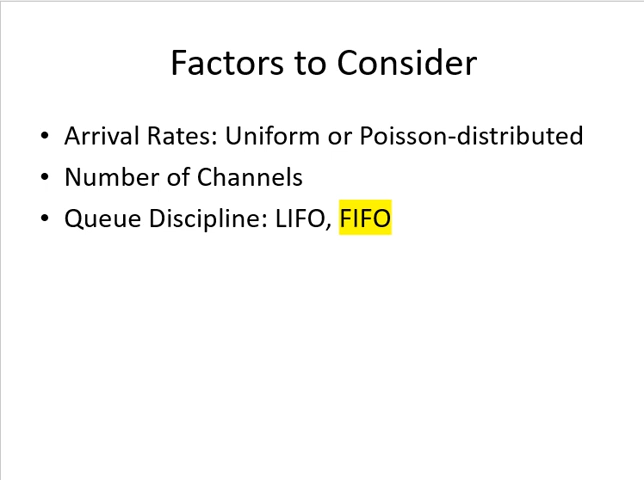 Factors to Consider
• Arrival Rates: Uniform or Poisson-distributed
• Number of Channels
• Queue Discipline: LIFO, FIFO